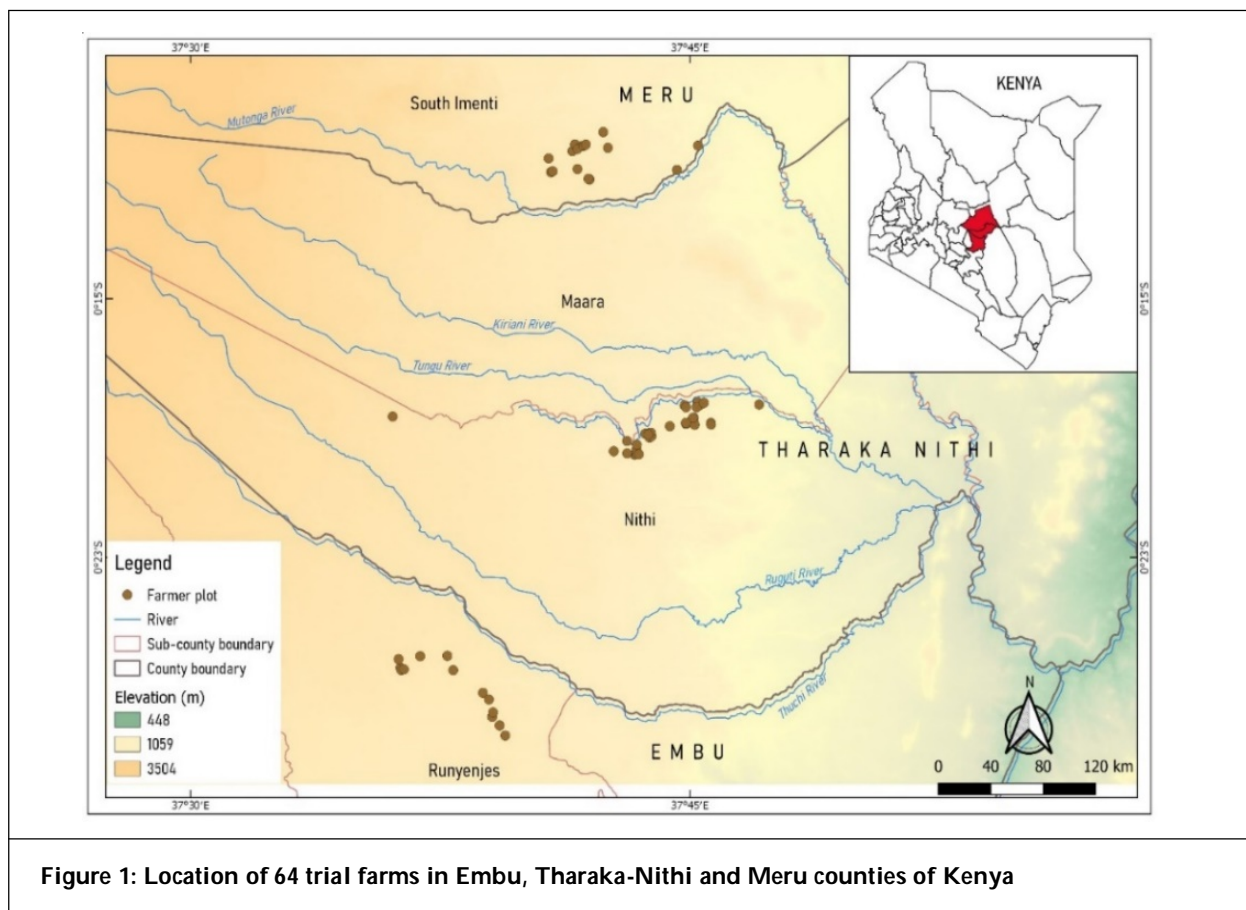 37°30'E
37°45'E
KENYA
MERU
South Imenti
Mutonga River
0°15'S
0°15'S
Maara
Kiriani River
Tungu River
THARAKA NITHI
Nithi
0°23'S
0°23'S
Ruguti River
Legend
Farmer plot
River
Sub-county boundary
County boundary
Elevation (m)
448
1059
3504
Thuchi River
N
EMBU
Runyenjes
0 40 80 120 km
37°30'E
37°45'E
Figure 1: Location of 64 trial farms in Embu, Tharaka-Nithi and Meru counties of Kenya